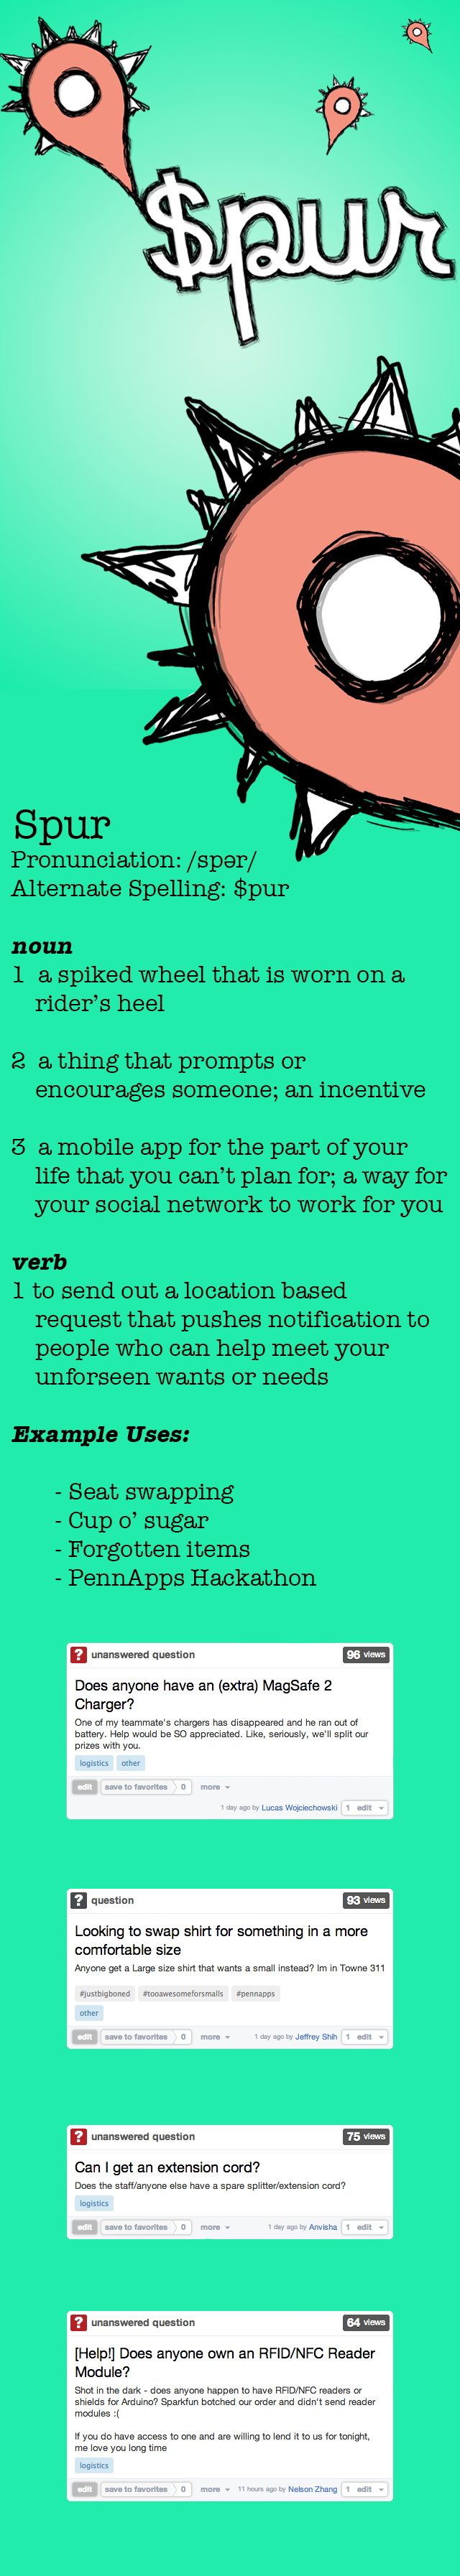 $pur
Spur
Pronunciation: /spər/
Alternate Spelling: $pur
noun
1 a spiked wheel that is worn on a
rider's heel
2 a thing that prompts or
encourages someone; an incentive
3 a mobile app for the part of your
life that you can't plan for; a way for
your social network to work for you
verb
1 to send out a location based
request that pushes notification to
people who can help meet your
unforseen wants or needs
Example Uses:
- Seat swapping
- Cup o' sugar
- Forgotten items
- PennApps Hackathon
? unanswered question 96 views
Does anyone have an (extra) MagSafe 2
Charger?
One of my teammate's chargers has disappeared and he ran out of
battery. Help would be SO appreciated. Like, seriously, we'll split our
prizes with you.
logistics other
edit save to favorites 0 more
1 day ago by Lucas Wojciechowski 1 edit
? question 93 views
Looking to swap shirt for something in a more
comfortable size
Anyone get a Large size shirt that wants a small instead? Im in Towne 311
#justbigboned #tooawesomeforsmalls #pennapps
other
edit save to favorites 0 more 1 day ago by Jeffrey Shih 1 edit
? unanswered question 75 views
Can I get an extension cord?
Does the staff/anyone else have a spare splitter/extension cord?
logistics
edit save to favorites 0 more 1 day ago by Anvisha 1 edit
? unanswered question 64 views
[Help!] Does anyone own an RFID/NFC Reader
Module?
Shot in the dark - does anyone happen to have RFID/NFC readers or
shields for Arduino? Sparkfun botched our order and didn't send reader
modules :(
If you do have access to one and are willing to lend it to us for tonight,
me love you long time
logistics
edit save to favorites 0 more 11 hours ago by Nelson Zhang 1 edit